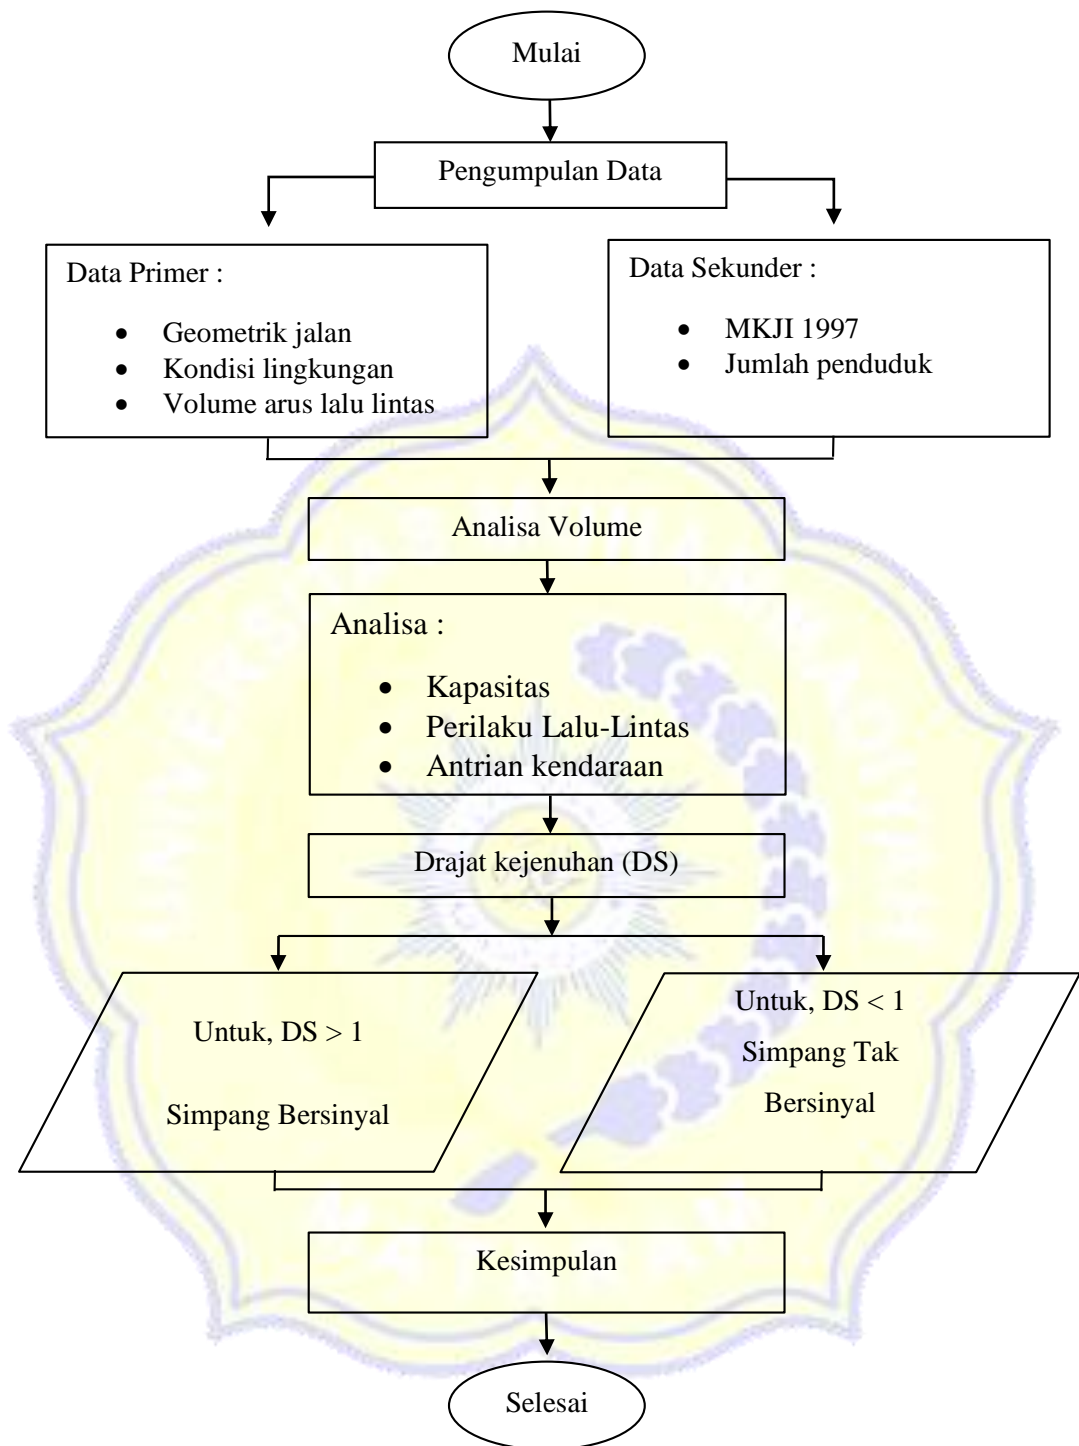 Mulai
Pengumpulan Data
Data Primer :
• Geometrik jalan
• Kondisi lingkungan
• Volume arus lalu lintas
Data Sekunder :
• MKJI 1997
• Jumlah penduduk
Analisa Volume
Analisa :
• Kapasitas
• Perilaku Lalu-Lintas
• Antrian kendaraan
Drajat kejenuhan (DS)
Untuk, DS > 1
Simpang Bersinyal
Untuk, DS < 1
Simpang Tak
Bersinyal
Kesimpulan
Selesai